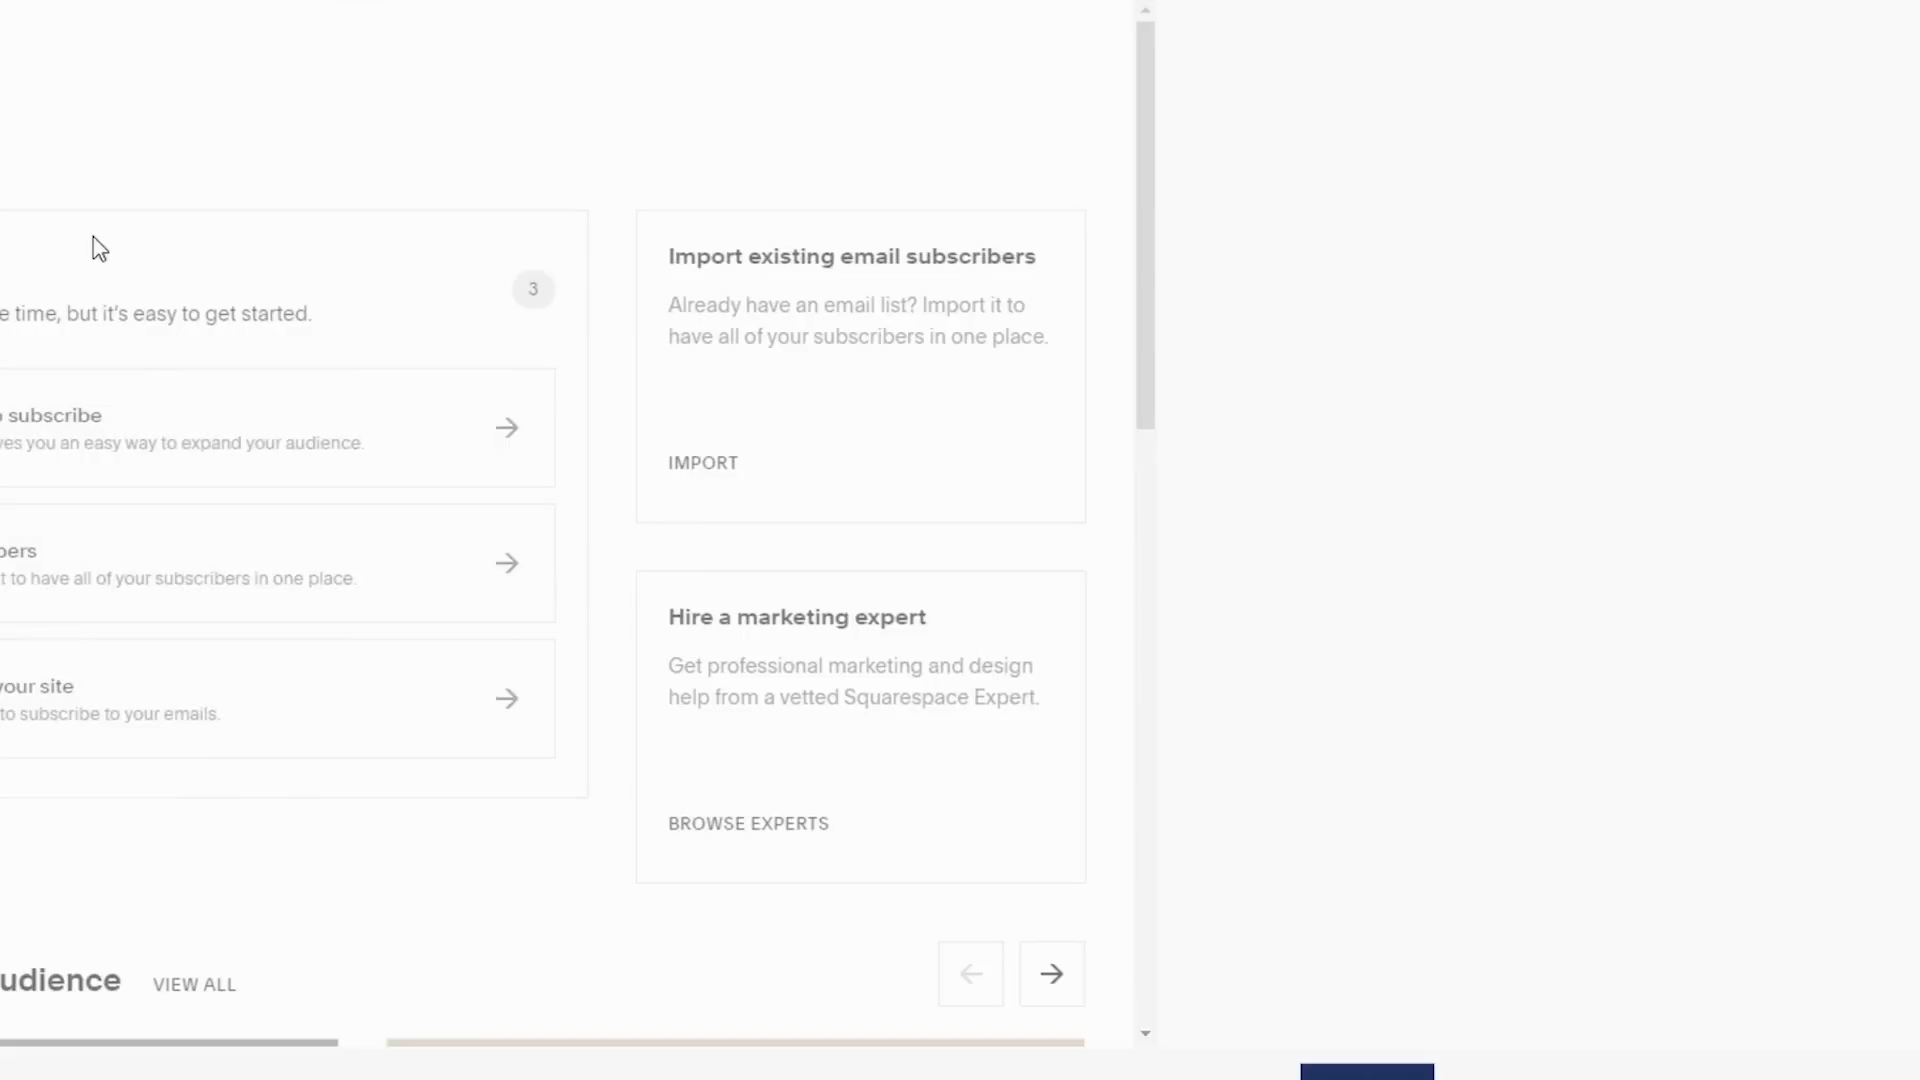 3
e time, but it's easy to get started.
subscribe
ves you an easy way to expand your audience.
bers
t to have all of your subscribers in one place.
your site
to subscribe to your emails.
Import existing email subscribers
Already have an email list? Import it to
have all of your subscribers in one place.
IMPORT
Hire a marketing expert
Get professional marketing and design
help from a vetted Squarespace Expert.
BROWSE EXPERTS
udience VIEW ALL